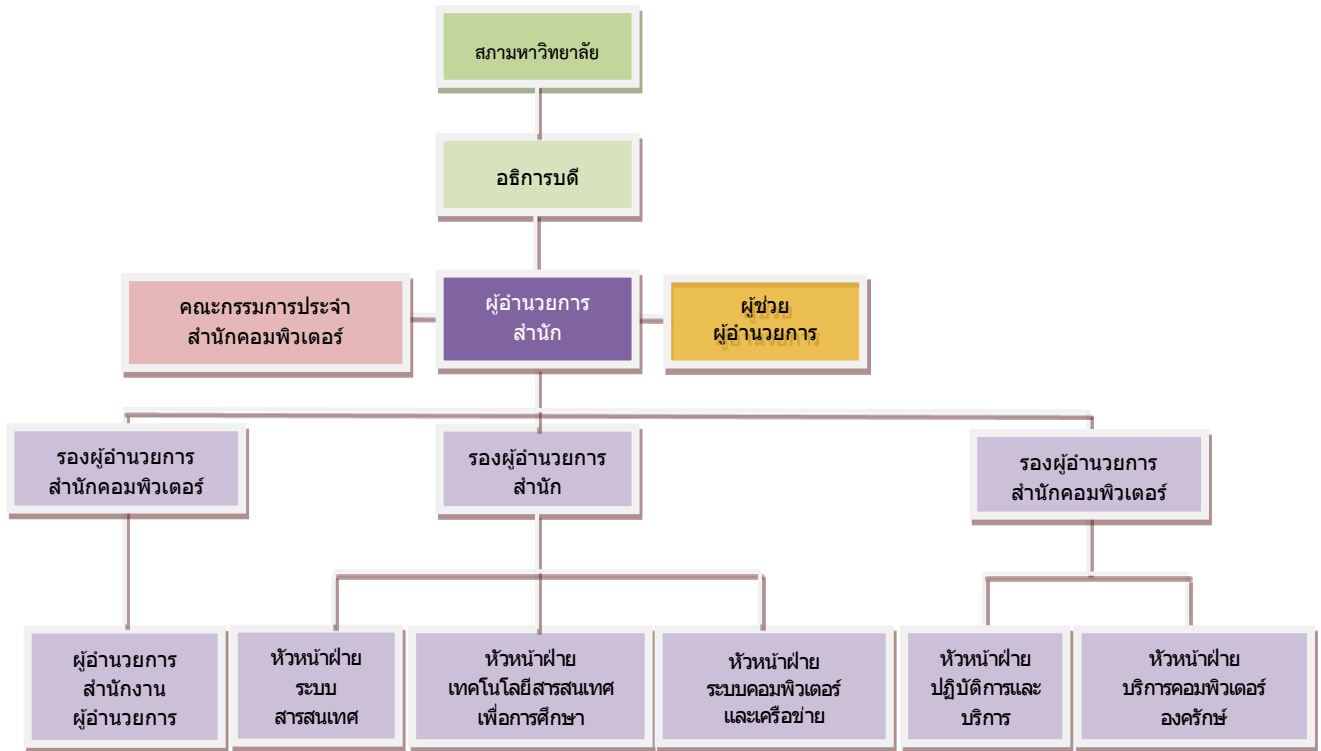 สภามหาวิทยาลัย
อธิการบดี
คณะกรรมการประจำ
สำนักคอมพิวเตอร์
ผู้อำนวยการ
สำนัก
ผู้ช่วย
ผู้อำนวยการ
รองผู้อำนวยการ
สำนักคอมพิวเตอร์
รองผู้อำนวยการ
สำนัก
รองผู้อำนวยการ
สำนักคอมพิวเตอร์
ผู้อำนวยการ
สำนักงาน
ผู้อำนวยการ
หัวหน้าฝ่าย
ระบบ
สารสนเทศ
หัวหน้าฝ่าย
เทคโนโลยีสารสนเทศ
เพื่อการศึกษา
หัวหน้าฝ่าย
ระบบคอมพิวเตอร์
และเครือข่าย
หัวหน้าฝ่าย
ปฏิบัติการและ
บริการ
หัวหน้าฝ่าย
บริการคอมพิวเตอร์
องครักษ์